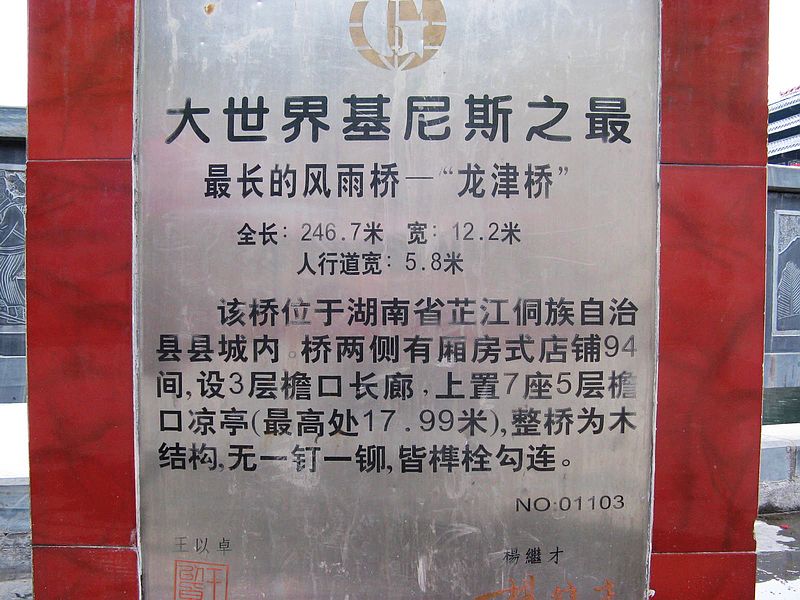 大世界基尼斯之最
最长的风雨桥—“龙津桥”
全长：246.7米 宽：12.2米
人行道宽：5.8米
该桥位于湖南省芷江侗族自治
县县城内。桥两侧有厢房式店铺94
间,设3层檐口长廊,上置7座5层檐
口凉亭(最高处17.99米),整桥为木
结构,无一钉一铆,皆榫栓勾连。
NO:01103
王以卓
楊繼才